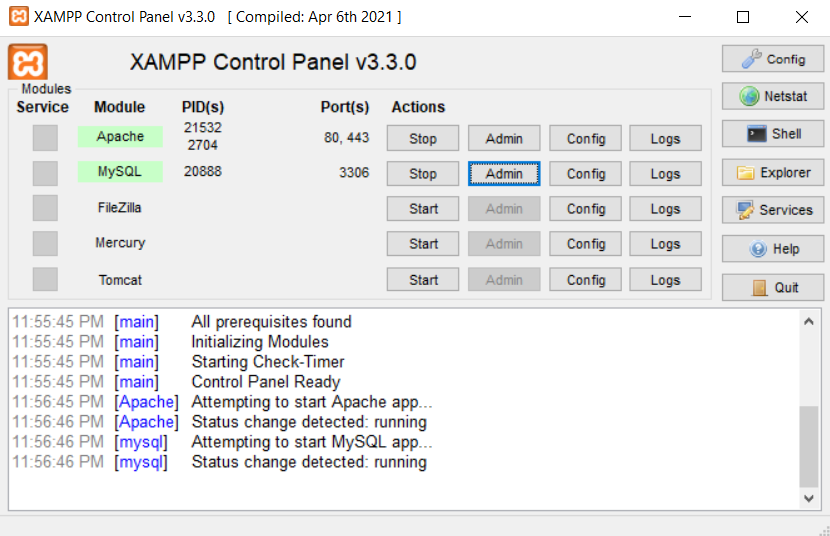 XAMPP Control Panel v3.3.0 [ Compiled: Apr 6th 2021 ]
XAMPP Control Panel v3.3.0
Config
Modules
Service Module PID(s) Port(s) Actions
Netstat
Apache 21532 2704 80, 443 Stop Admin Config Logs
Shell
MySQL 20888 3306 Stop Admin Config Logs
Explorer
FileZilla Start Admin Config Logs
Services
Mercury Start Admin Config Logs
Help
Tomcat Start Admin Config Logs
Quit
11:55:45 PM [main] All prerequisites found
11:55:45 PM [main] Initializing Modules
11:55:45 PM [main] Starting Check-Timer
11:55:45 PM [main] Control Panel Ready
11:56:45 PM [Apache] Attempting to start Apache app...
11:56:46 PM [Apache] Status change detected: running
11:56:46 PM [mysql] Attempting to start MySQL app...
11:56:46 PM [mysql] Status change detected: running